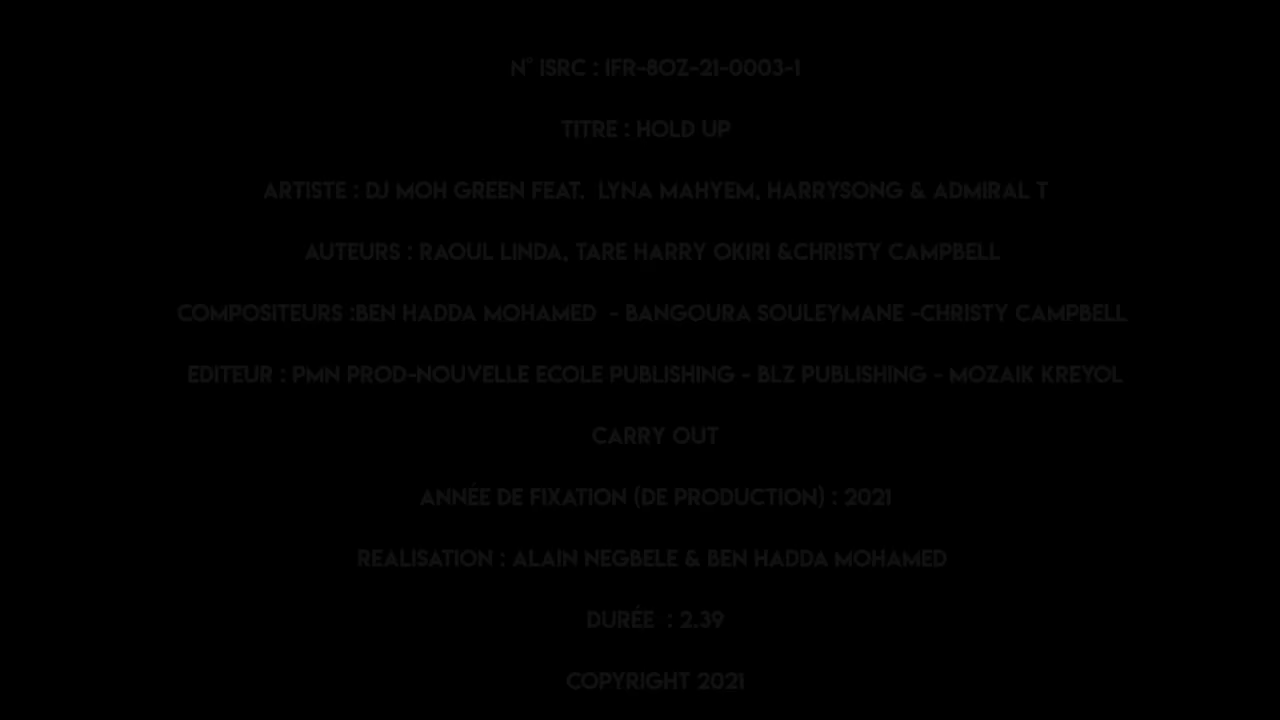 N° ISRC : 1FR-8OZ-21-0003-1
TITRE : HOLD UP
ARTISTE : DJ MOH GREEN FEAT. LYNA MAHYEM, HARRYSONG & ADMIRAL T
AUTEURS : RAOUL LINDA, TARE HARRY OKIRI &CHRISTY CAMPBELL
COMPOSITEURS :BEN HADDA MOHAMED - BANGOURA SOULEYMANE -CHRISTY CAMPBELL
EDITEUR : PMN PROD-NOUVELLE ECOLE PUBLISHING - BLZ PUBLISHING - MOZAIK KREYOL
CARRY OUT
ANNÉE DE FIXATION (DE PRODUCTION) : 2021
REALISATION : ALAIN NEGBELE & BEN HADDA MOHAMED
DURÉE : 2.39
COPYRIGHT 2021